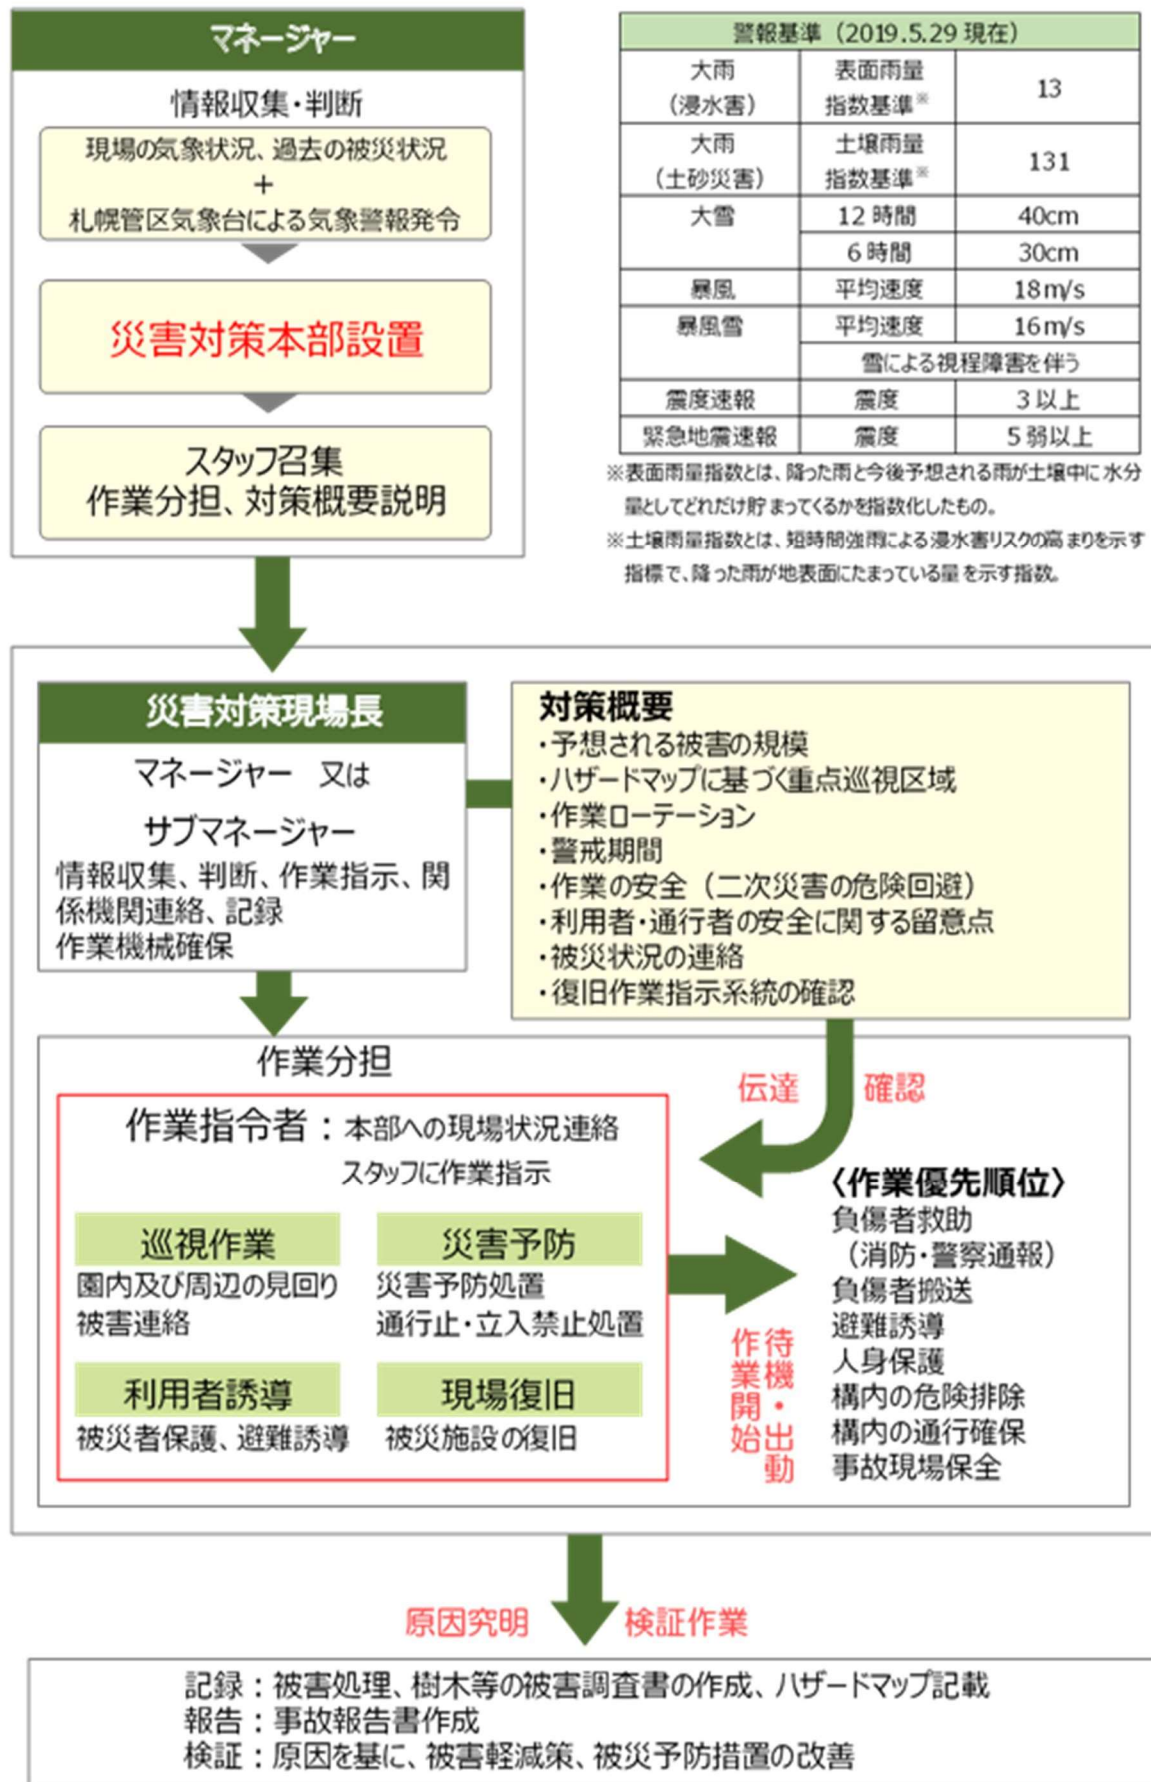 マネージャー
情報収集・判断
現場の気象状況、過去の被災状況
+
札幌管区気象台による気象警報発令
災害対策本部設置
スタッフ召集
作業分担、対策概要説明
警報基準（2019.5.29 現在）
大雨
（浸水害）
表面雨量
指数基準※
13
大雨
（土砂災害）
土壌雨量
指数基準※
131
大雪
12 時間
40cm
6 時間
30cm
暴風
平均速度
18m/s
暴風雪
平均速度
16m/s
雪による視程障害を伴う
震度速報
震度
3 以上
緊急地震速報
震度
5 弱以上
※表面雨量指数とは、降った雨と今後予想される雨が土壌中に水分
量としてどれだけ貯まってくるかを指数化したもの。
※土壌雨量指数とは、短時間強雨による浸水害リスクの高まりを示す
指標で、降った雨が地表面にたまっている量を示す指数。
災害対策現場長
マネージャー 又は
サブマネージャー
情報収集、判断、作業指示、関
係機関連絡、記録
作業機械確保
対策概要
・予想される被害の規模
・ハザードマップに基づく重点巡視区域
・作業ローテーション
・警戒期間
・作業の安全（二次災害の危険回避）
・利用者・通行者の安全に関する留意点
・被災状況の連絡
・復旧作業指示系統の確認
伝達 確認
作業分担
作業指令者：本部への現場状況連絡
スタッフに作業指示
巡視作業
園内及び周辺の見回り
被害連絡
災害予防
災害予防処置
通行止・立入禁止処置
利用者誘導
被災者保護、避難誘導
現場復旧
被災施設の復旧
待機・出動
作業開始
〈作業優先順位〉
負傷者救助
（消防・警察通報）
負傷者搬送
避難誘導
人身保護
構内の危険排除
構内の通行確保
事故現場保全
原因究明 検証作業
記録：被害処理、樹木等の被害調査書の作成、ハザードマップ記載
報告：事故報告書作成
検証：原因を基に、被害軽減策、被災予防措置の改善